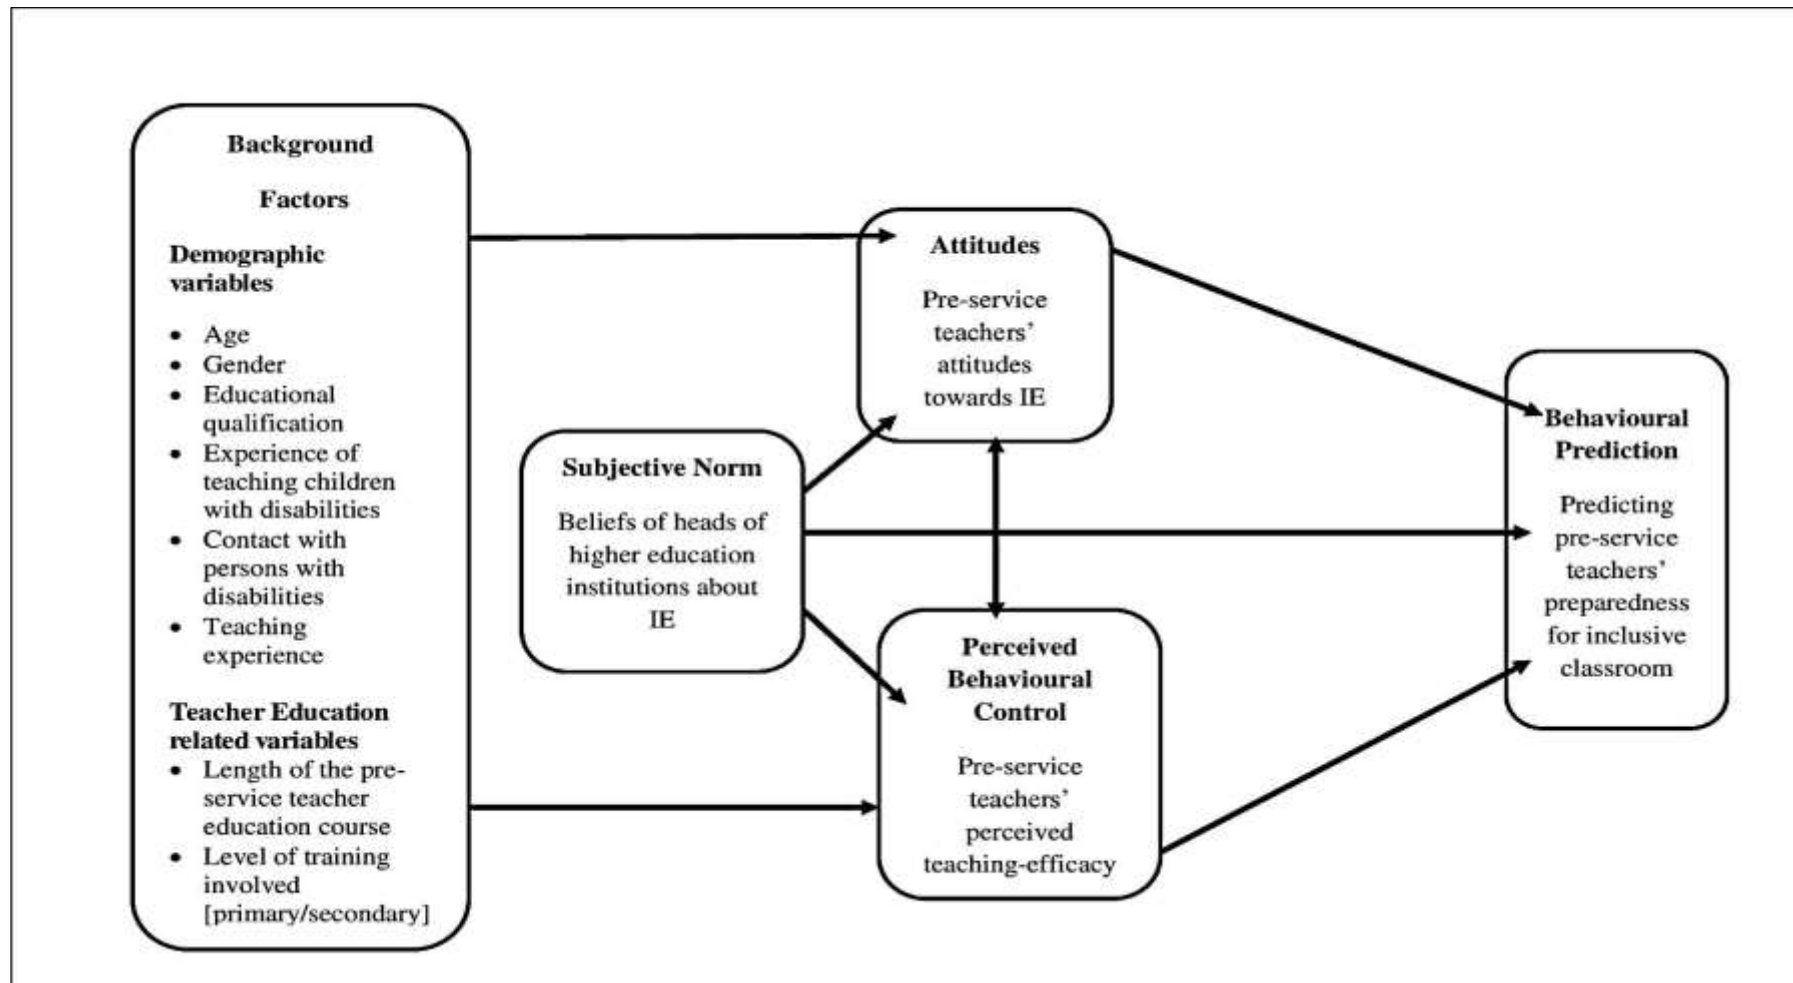 Background
Factors
Demographic
variables
• Age
• Gender
• Educational
qualification
• Experience of
teaching children
with disabilities
• Contact with
persons with
disabilities
• Teaching
experience
Teacher Education
related variables
• Length of the pre-
service teacher
education course
• Level of training
involved
[primary/secondary]
Subjective Norm
Beliefs of heads of
higher education
institutions about
IE
Attitudes
Pre-service
teachers’
attitudes
towards IE
Perceived
Behavioural
Control
Pre-service
teachers’
perceived
teaching-efficacy
Behavioural
Prediction
Predicting
pre-service
teachers’
preparedness
for inclusive
classroom